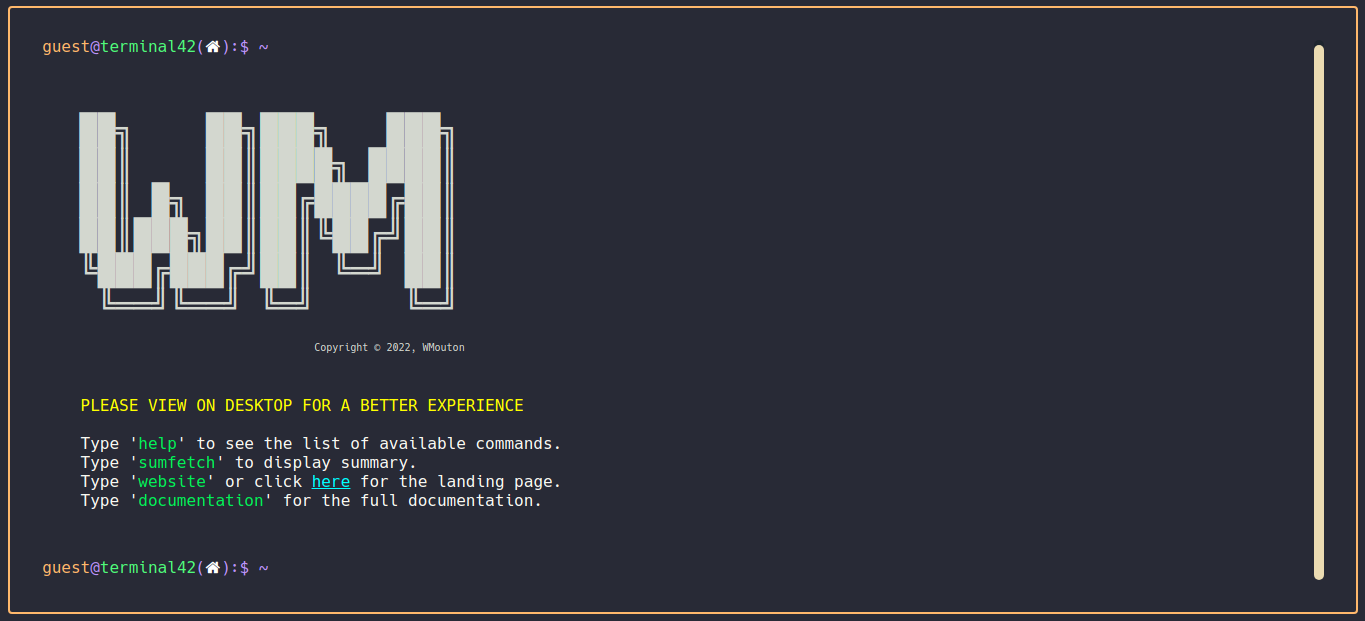 guest@terminal42():$ ~
WM
Copyright © 2022, WMouton
PLEASE VIEW ON DESKTOP FOR A BETTER EXPERIENCE
Type 'help' to see the list of available commands.
Type 'sumfetch' to display summary.
Type 'website' or click here for the landing page.
Type 'documentation' for the full documentation.
guest@terminal42():$ ~